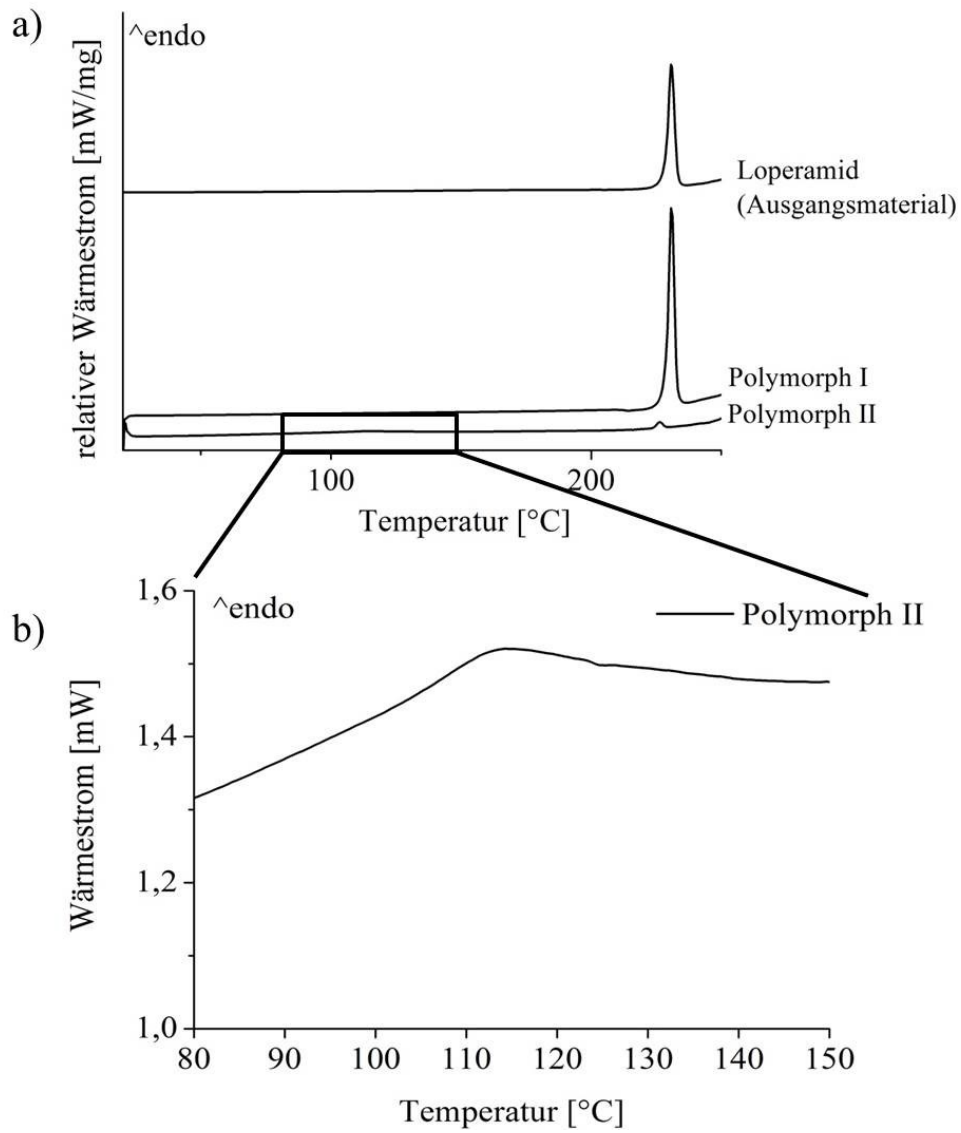 a)
^endo
relativer Wärmestrom [mW/mg]
Loperamid
(Ausgangsmaterial)
Polymorph I
Polymorph II
100
200
Temperatur [°C]
b)
^endo
Polymorph II
Wärmestrom [mW]
1,6
1,4
1,2
1,0
80
90
100
110
120
130
140
150
Temperatur [°C]